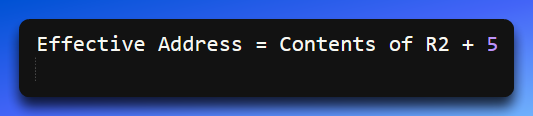 Effective Address = Contents of R2 + 5